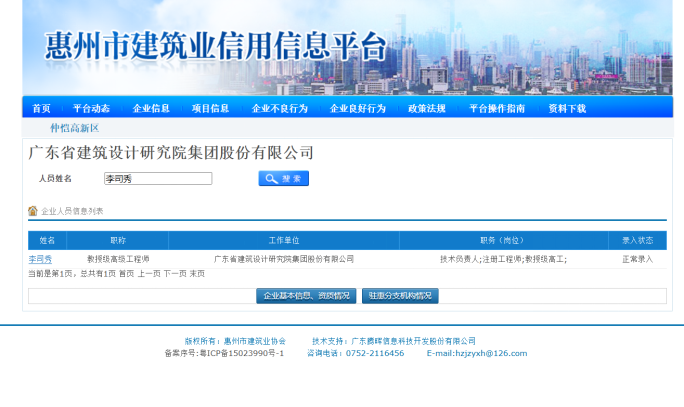 惠州市建筑业信用信息平台
首页 平台动态 企业信息 项目信息 企业不良行为 企业良好行为 政策法规 平台操作指南 资料下载
仲恺高新区
广东省建筑设计研究院集团股份有限公司
人员姓名 李司秀 搜索
企业人员信息列表
姓名 职称 工作单位 职务（岗位） 录入状态
李司秀 教授级高级工程师 广东省建筑设计研究院集团股份有限公司 技术负责人;注册工程师;教授级高工; 正常录入
当前是第1页，总共有1页 首页 上一页 下一页 末页
企业基本信息、资质情况 驻惠分支机构情况
版权所有：惠州市建筑业协会 技术支持：广东腾晖信息科技开发股份有限公司
备案序号:粤ICP备15023990号-1 咨询电话：0752-2116456 E-mail:hzjzyxh@126.com